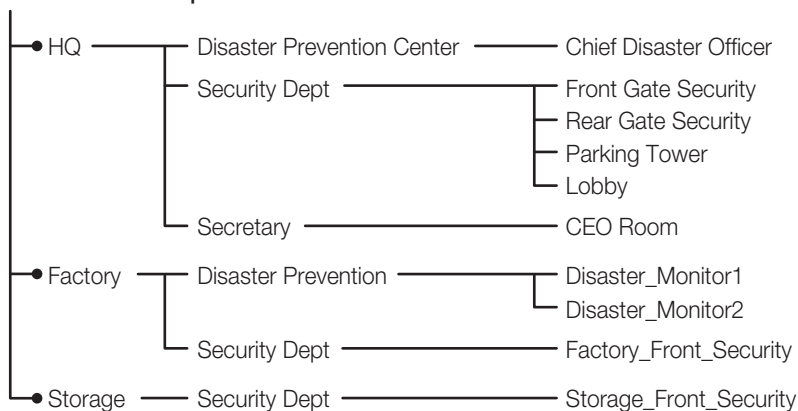 HQ Disaster Prevention Center Chief Disaster Officer
Security Dept Front Gate Security
Rear Gate Security
Parking Tower
Lobby
Secretary CEO Room
Factory Disaster Prevention Disaster_Monitor1
Disaster_Monitor2
Security Dept Factory_Front_Security
Storage Security Dept Storage_Front_Security